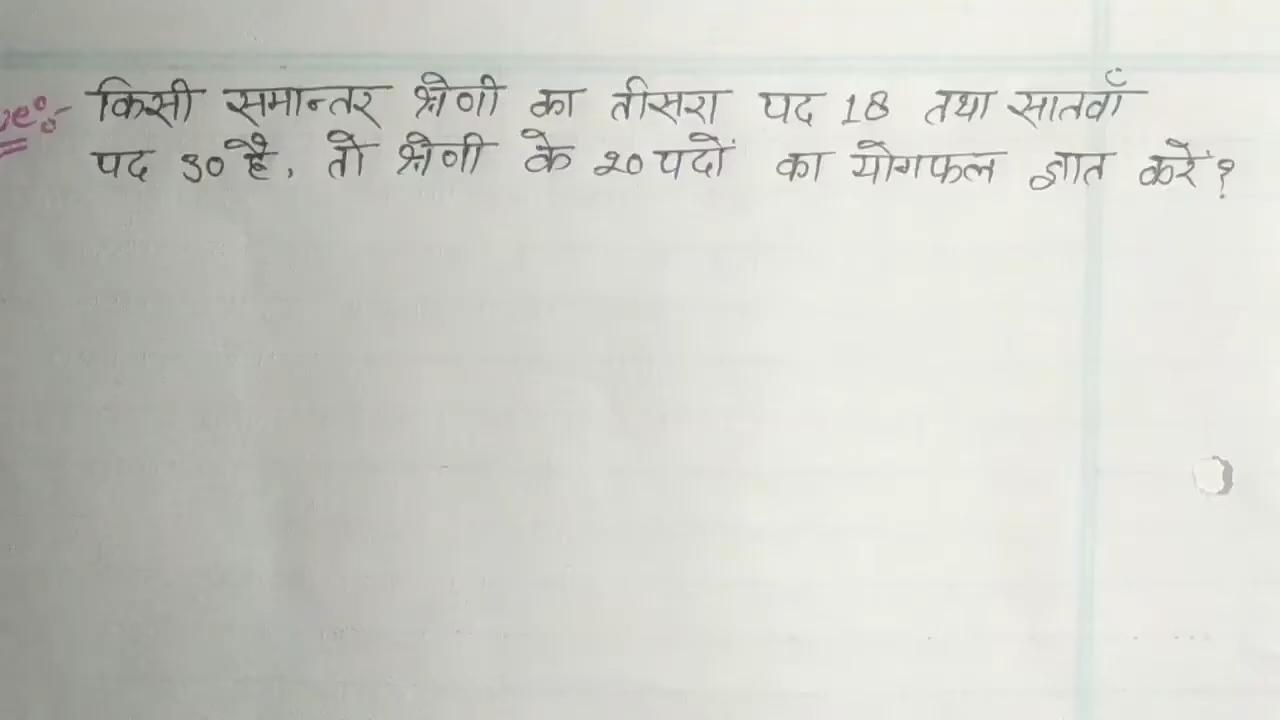 किसी समान्तर श्रेणी का तीसरा पद 18 तथा सातवाँ
पद 30 है, तो श्रेणी के 20 पदों का योगफल ज्ञात करें ?